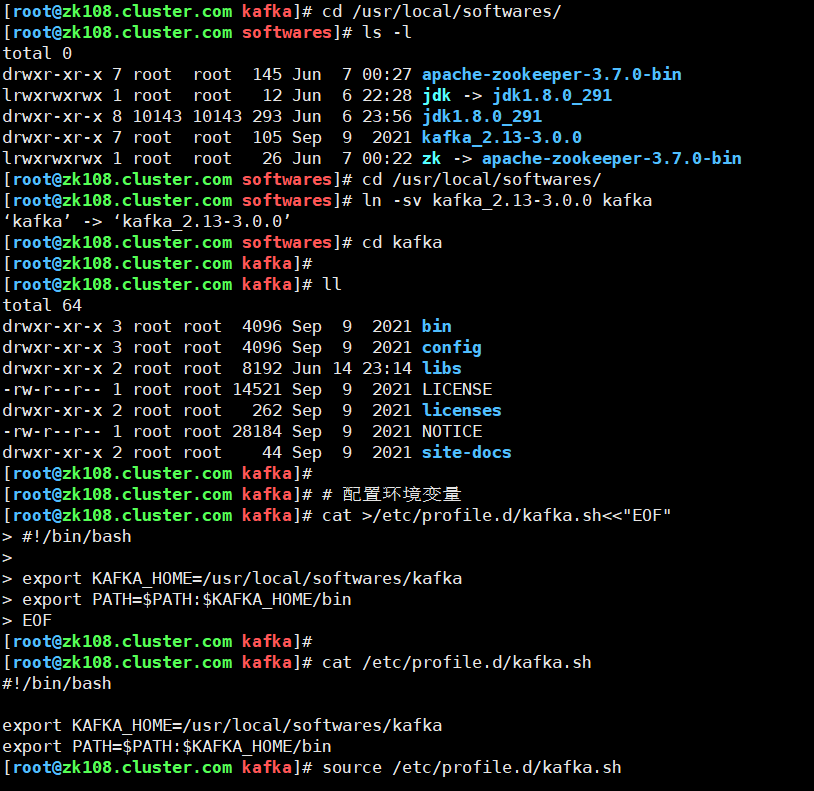 [root@zk108.cluster.com kafka]# cd /usr/local/softwares/
[root@zk108.cluster.com softwares]# ls -l
total 0
drwxr-xr-x 7 root  root  145 Jun  7 00:27 apache-zookeeper-3.7.0-bin
lrwxrwxrwx 1 root  root   12 Jun  6 22:28 jdk -> jdk1.8.0_291
drwxr-xr-x 8 10143 10143 293 Jun  6 23:56 jdk1.8.0_291
drwxr-xr-x 7 root  root  105 Sep  9  2021 kafka_2.13-3.0.0
lrwxrwxrwx 1 root  root   26 Jun  7 00:22 zk -> apache-zookeeper-3.7.0-bin
[root@zk108.cluster.com softwares]# cd /usr/local/softwares/
[root@zk108.cluster.com softwares]# ln -sv kafka_2.13-3.0.0 kafka
‘kafka’ -> ‘kafka_2.13-3.0.0’
[root@zk108.cluster.com softwares]# cd kafka
[root@zk108.cluster.com kafka]#
[root@zk108.cluster.com kafka]# ll
total 64
drwxr-xr-x 3 root root  4096 Sep  9  2021 bin
drwxr-xr-x 3 root root  4096 Sep  9  2021 config
drwxr-xr-x 2 root root  8192 Jun 14 23:14 libs
-rw-r--r-- 1 root root 14521 Sep  9  2021 LICENSE
drwxr-xr-x 2 root root   262 Sep  9  2021 licenses
-rw-r--r-- 1 root root 28184 Sep  9  2021 NOTICE
drwxr-xr-x 2 root root    44 Sep  9  2021 site-docs
[root@zk108.cluster.com kafka]#
[root@zk108.cluster.com kafka]# # 配置环境变量
[root@zk108.cluster.com kafka]# cat >/etc/profile.d/kafka.sh<<"EOF"
> #!/bin/bash
>
> export KAFKA_HOME=/usr/local/softwares/kafka
> export PATH=$PATH:$KAFKA_HOME/bin
> EOF
[root@zk108.cluster.com kafka]#
[root@zk108.cluster.com kafka]# cat /etc/profile.d/kafka.sh
#!/bin/bash

export KAFKA_HOME=/usr/local/softwares/kafka
export PATH=$PATH:$KAFKA_HOME/bin
[root@zk108.cluster.com kafka]# source /etc/profile.d/kafka.sh